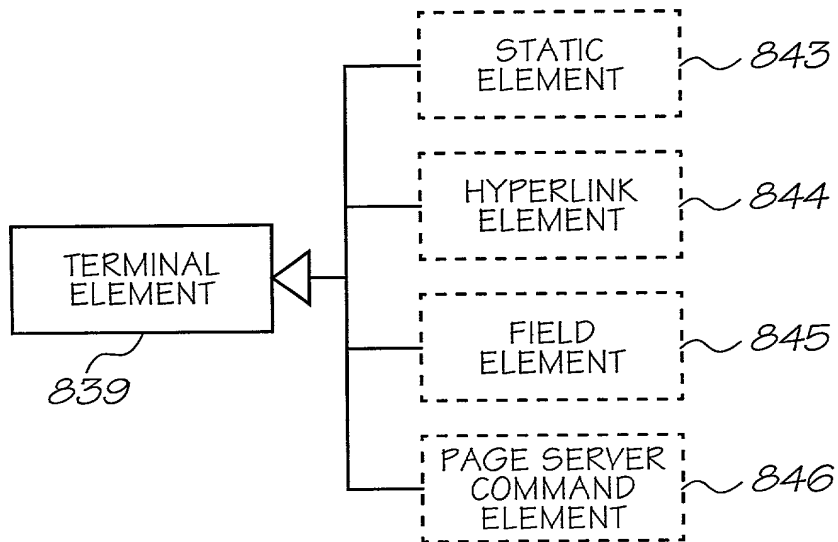 STATIC
ELEMENT
843
HYPERLINK
ELEMENT
844
TERMINAL
ELEMENT
839
FIELD
ELEMENT
845
PAGE SERVER
COMMAND
ELEMENT
846